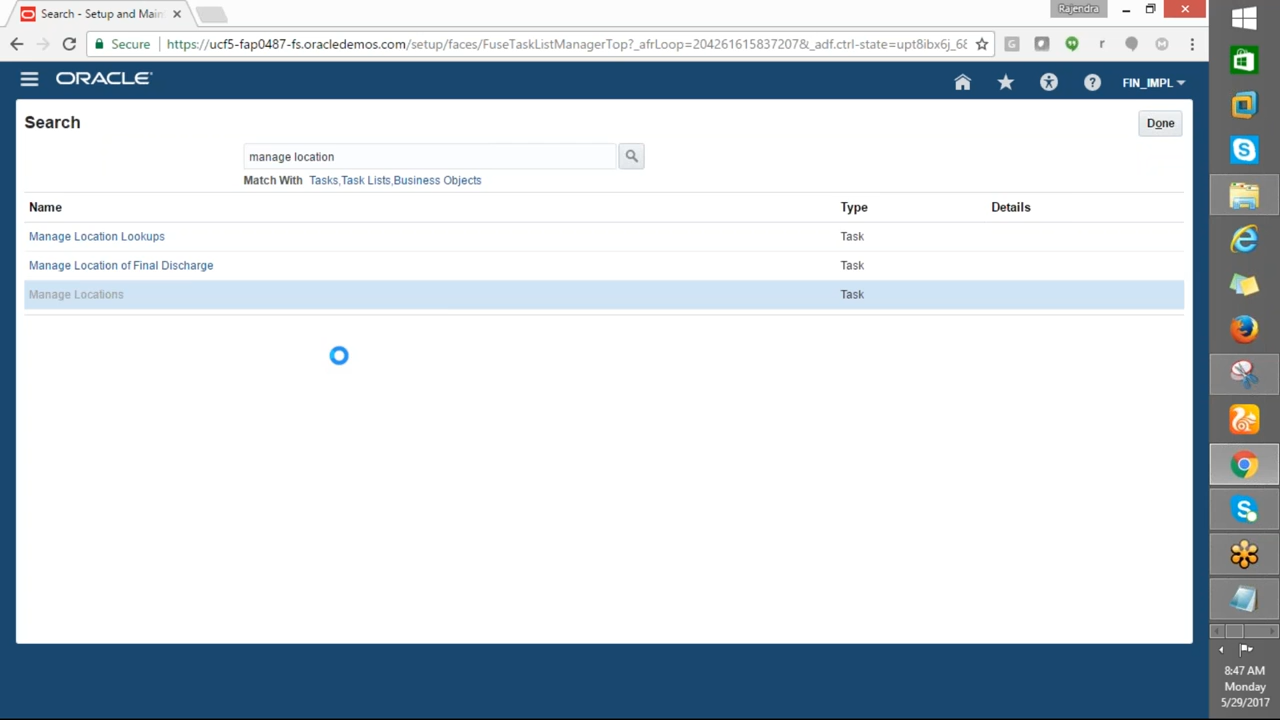 Search - Setup and Main
Rajendra
Secure
https://ucf5-fap0487-fs.oracledemos.com/setup/faces/FuseTaskListManagerTop?_afrLoop=204261615837207&_adf.ctrl-state=upt8ibx6j_68
ORACLE
FIN_IMPL
Search
Done
manage location
Match With Tasks,Task Lists,Business Objects
Name Type Details
Manage Location Lookups Task
Manage Location of Final Discharge Task
Manage Locations Task
8:47 AM
Monday
5/29/2017